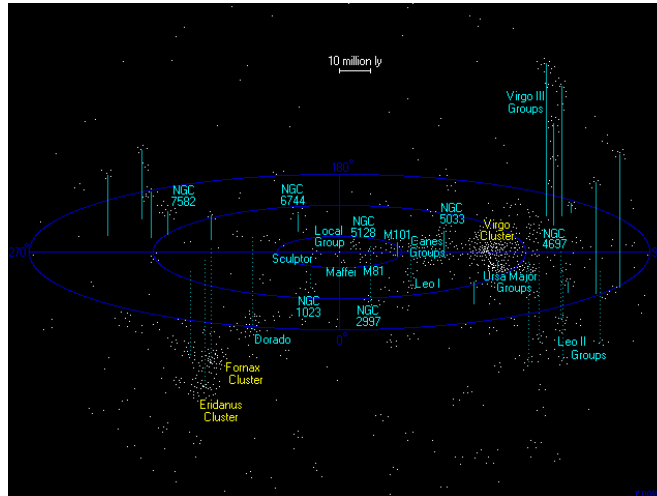 10 million ly
Virgo III
Groups
180°
NGC
7582
NGC
6744
NGC
5128
NGC
5033
Local
Group
M101
Canes
Groups
Virgo
Cluster
NGC
4697
270°
Sculptor
Maffei
M81
Leo I
Ursa Major
Groups
NGC
1023
NGC
2997
0°
Dorado
Leo II
Groups
Fornax
Cluster
Eridanus
Cluster